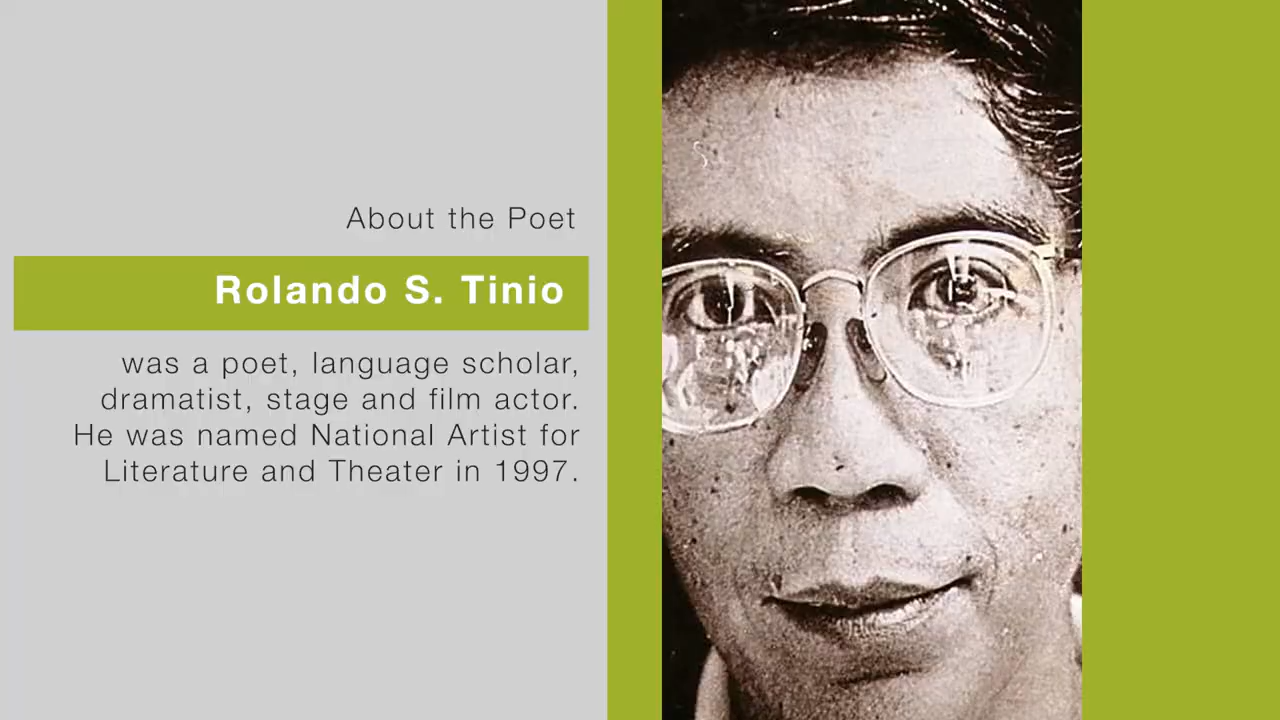 About the Poet
Rolando S. Tinio
was a poet, language scholar,
dramatist, stage and film actor.
He was named National Artist for
Literature and Theater in 1997.